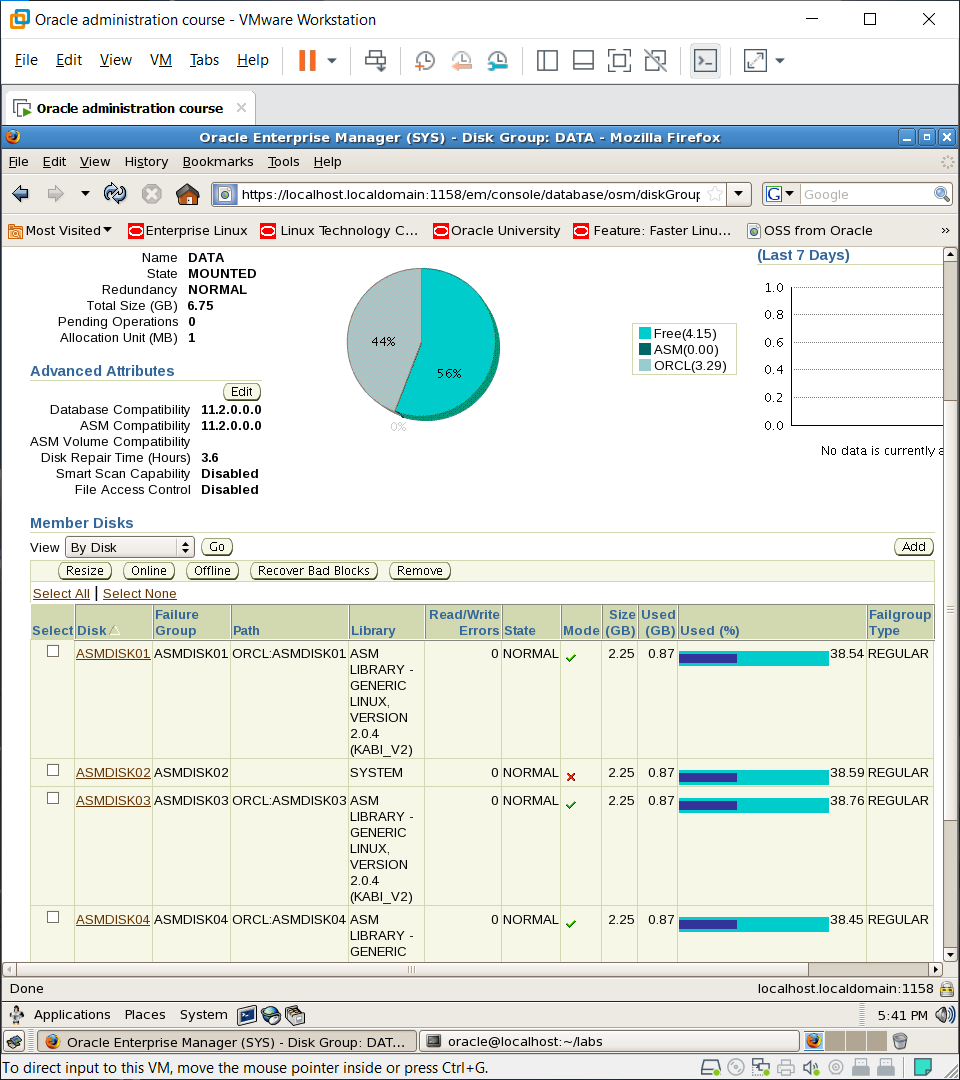 Oracle administration course - VMware Workstation
File Edit View VM Tabs Help
Oracle administration course
Oracle Enterprise Manager (SYS) - Disk Group: DATA - Mozilla Firefox
File Edit View History Bookmarks Tools Help
https://localhost.localdomain:1158/em/console/database/osm/diskGroup
G Google
Most Visited Enterprise Linux Linux Technology C... Oracle University Feature: Faster Linu... OSS from Oracle »
Name DATA
State MOUNTED
Redundancy NORMAL
Total Size (GB) 6.75
Pending Operations 0
Allocation Unit (MB) 1
44%
56%
0%
Free(4.15)
ASM(0.00)
ORCL(3.29)
(Last 7 Days)
1.0
0.8
0.6
0.4
0.2
0.0
No data is currently a
Advanced Attributes
Edit
Database Compatibility 11.2.0.0.0
ASM Compatibility 11.2.0.0.0
ASM Volume Compatibility
Disk Repair Time (Hours) 3.6
Smart Scan Capability Disabled
File Access Control Disabled
Member Disks
View By Disk Go Add
Resize Online Offline Recover Bad Blocks Remove
Select All | Select None
Select Disk Failure Group Path Library Read/Write Errors State Mode Size (GB) Used (GB) Used (%) Failgroup Type
ASMDISK01 ASMDISK01 ORCL:ASMDISK01 ASM 0 NORMAL 2.25 0.87 38.54 REGULAR
LIBRARY -
GENERIC
LINUX,
VERSION
2.0.4
(KABI_V2)
ASMDISK02 ASMDISK02 SYSTEM 0 NORMAL 2.25 0.87 38.59 REGULAR
ASMDISK03 ASMDISK03 ORCL:ASMDISK03 ASM 0 NORMAL 2.25 0.87 38.76 REGULAR
LIBRARY -
GENERIC
LINUX,
VERSION
2.0.4
(KABI_V2)
ASMDISK04 ASMDISK04 ORCL:ASMDISK04 ASM 0 NORMAL 2.25 0.87 38.45 REGULAR
LIBRARY -
GENERIC
Done localhost.localdomain:1158
Applications Places System 5:41 PM
Oracle Enterprise Manager (SYS) - Disk Group: DAT... oracle@localhost:~/labs
To direct input to this VM, move the mouse pointer inside or press Ctrl+G.